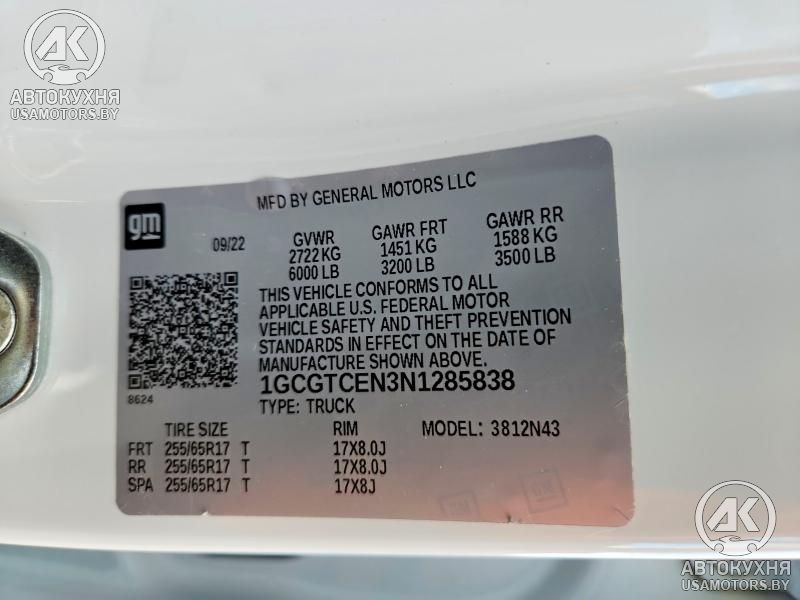 AK
АВТОКУХНЯ
USAMOTORS.BY
MFD BY GENERAL MOTORS LLC
gm
09/22 GVWR GAWR FRT GAWR RR
2722 KG 1451 KG 1588 KG
6000 LB 3200 LB 3500 LB
THIS VEHICLE CONFORMS TO ALL
APPLICABLE U.S. FEDERAL MOTOR
VEHICLE SAFETY AND THEFT PREVENTION
STANDARDS IN EFFECT ON THE DATE OF
MANUFACTURE SHOWN ABOVE.
1GCGTCEN3N1285838
8624
TYPE: TRUCK
TIRE SIZE RIM MODEL: 3812N43
FRT 255/65R17 T 17X8.0J
RR 255/65R17 T 17X8.0J
SPA 255/65R17 T 17X8J
GM
GM
AK
АВТОКУХНЯ
USAMOTORS.BY